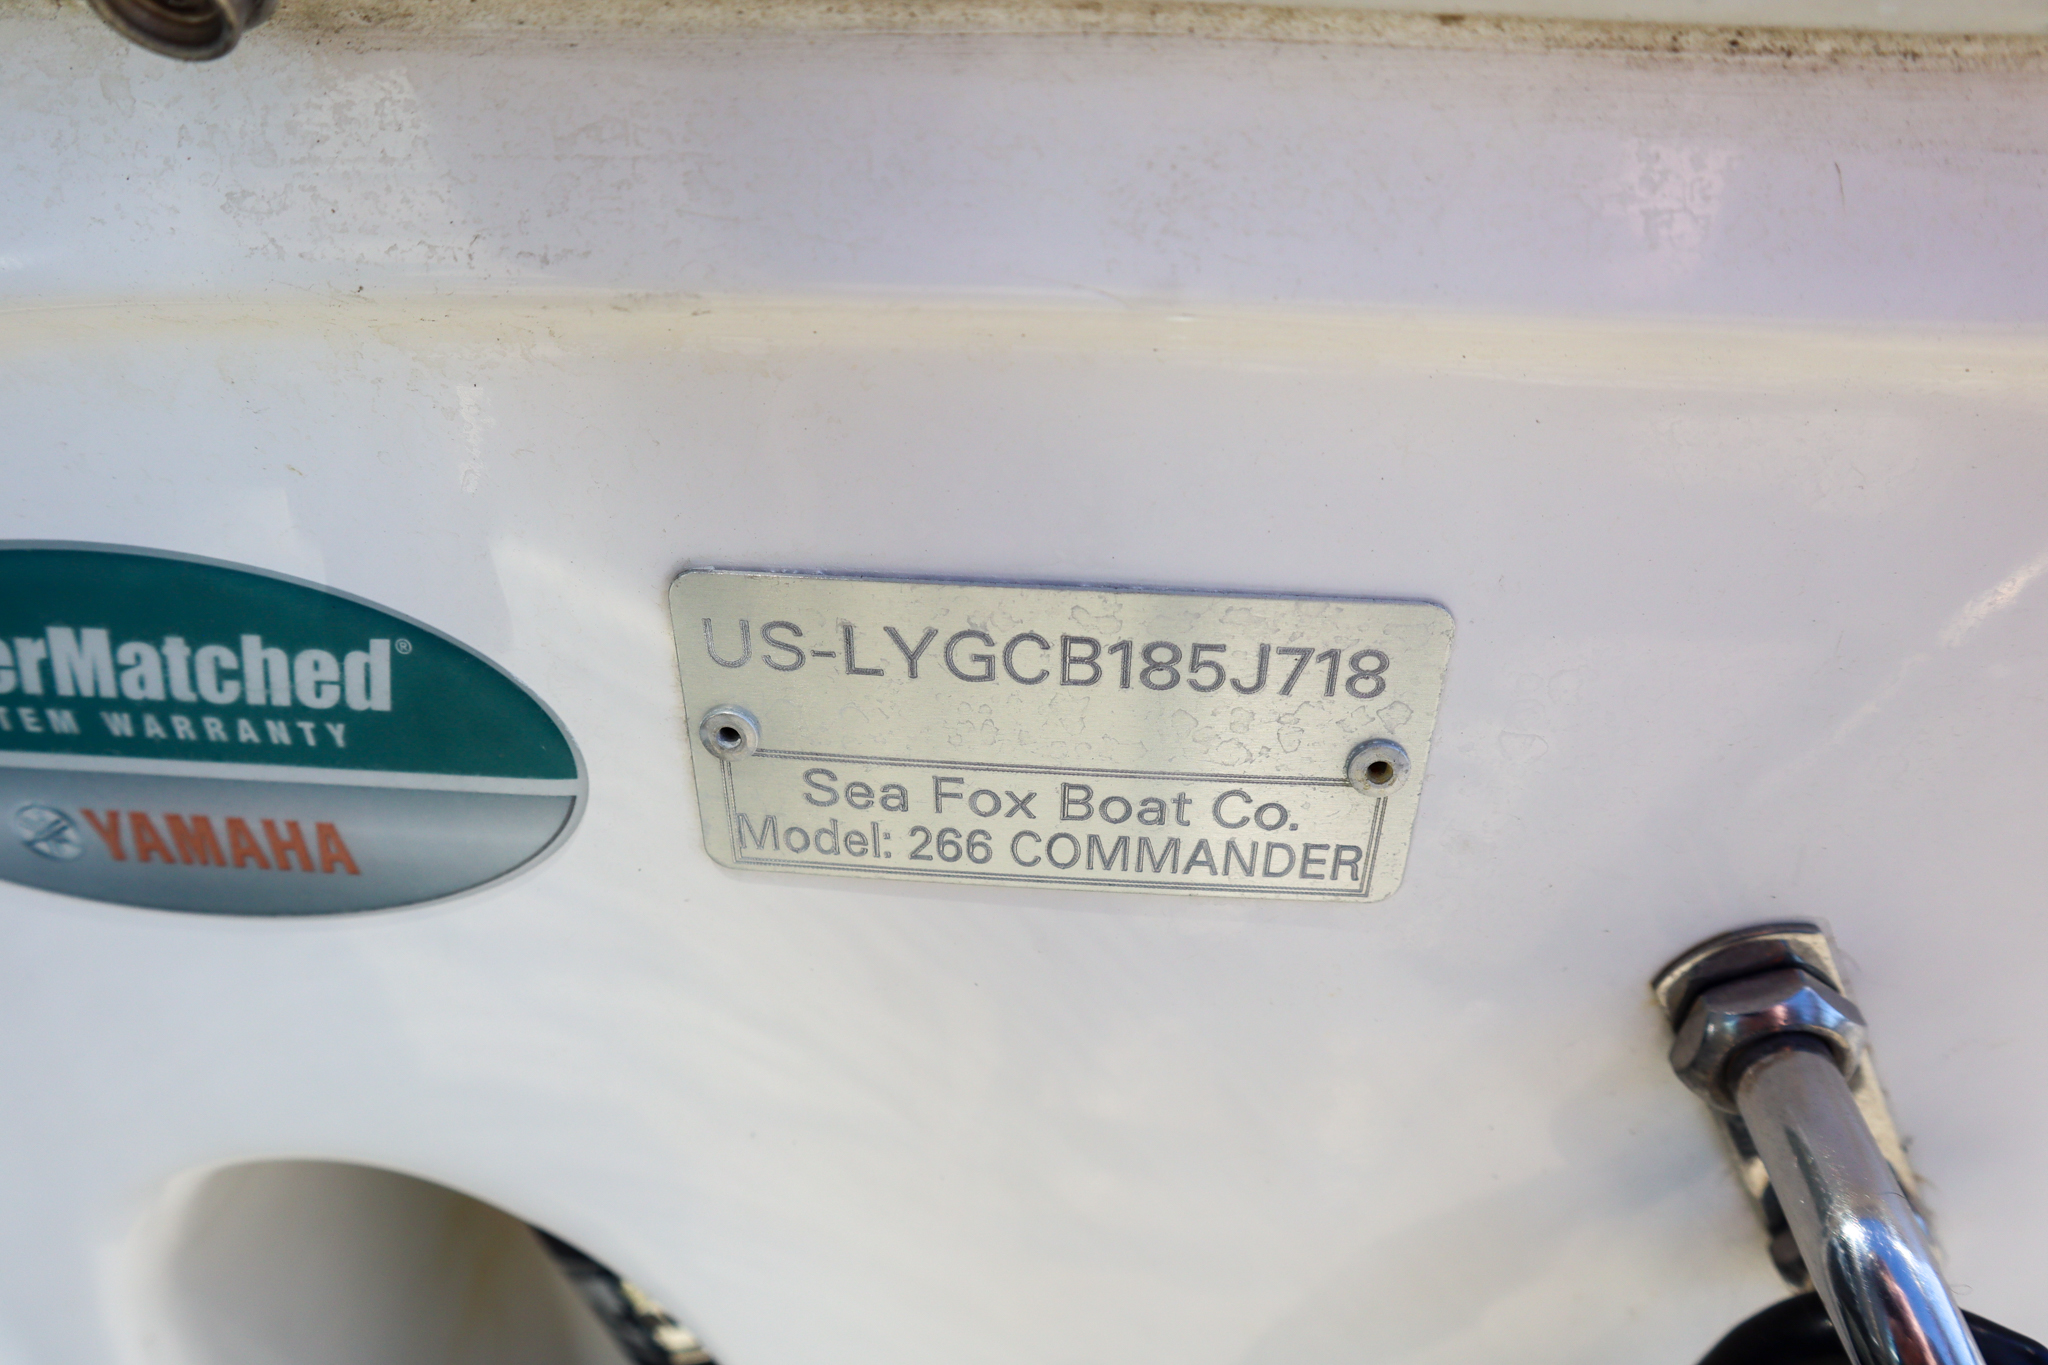 erMatched®
TEM WARRANTY
YAMAHA
US-LYGCB185J718
Sea Fox Boat Co.
Model: 266 COMMANDER